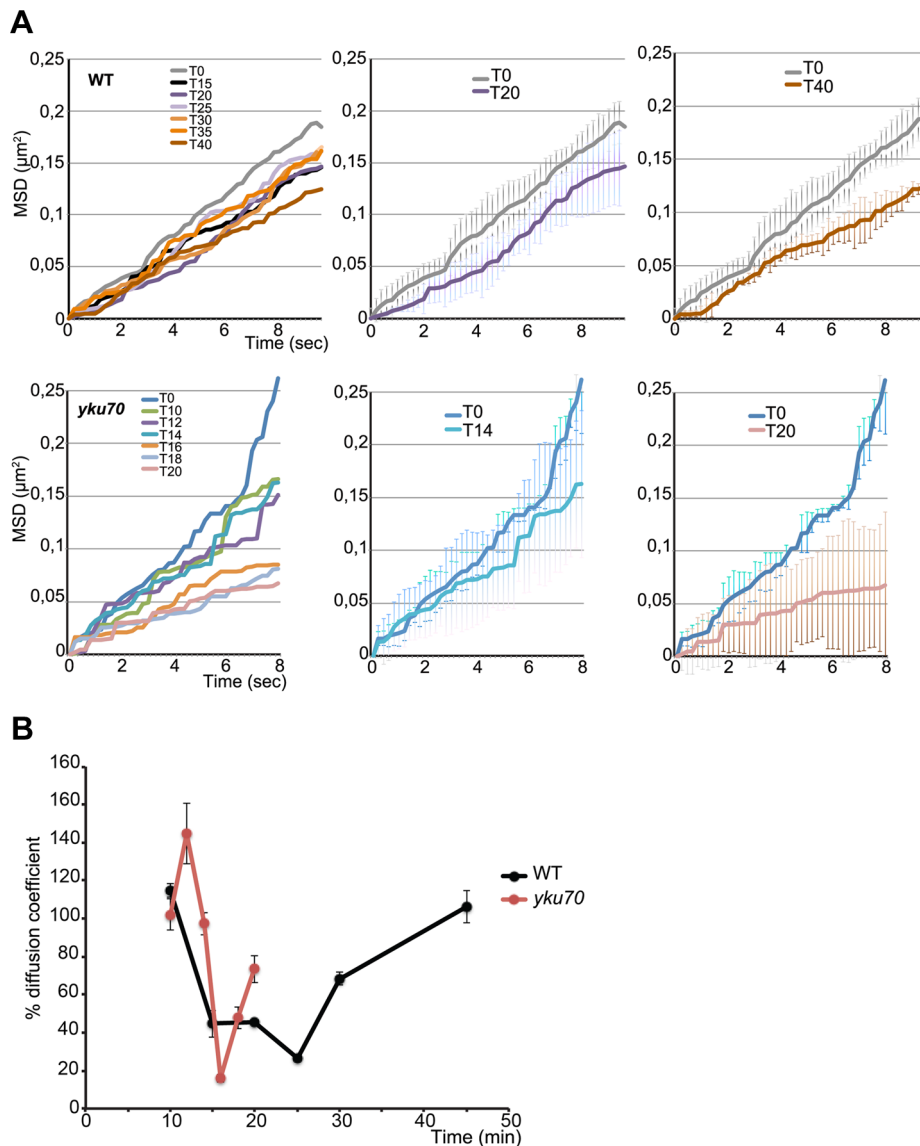 A
0,25
0,2
0,15
0,1
0,05
0
MSD (µm²)
WT
T0
T15
T20
T25
T30
T35
T40
2 4 6 8
Time (sec)
0,25
0,2
0,15
0,1
0,05
0
T0
T20
2 4 6 8
0,25
0,2
0,15
0,1
0,05
0
T0
T40
2 4 6 8
0,25
0,2
0,15
0,1
0,05
0
MSD (µm²)
yku70
T0
T10
T12
T14
T16
T18
T20
0 2 4 6 8
Time (sec)
0,25
0,2
0,15
0,1
0,05
0
T0
T14
0 2 4 6 8
0,25
0,2
0,15
0,1
0,05
0
T0
T20
0 2 4 6 8
B
160
160
140
120
100
80
60
40
20
0
% diffusion coefficient
WT
yku70
0 10 20 30 40 50
Time (min)